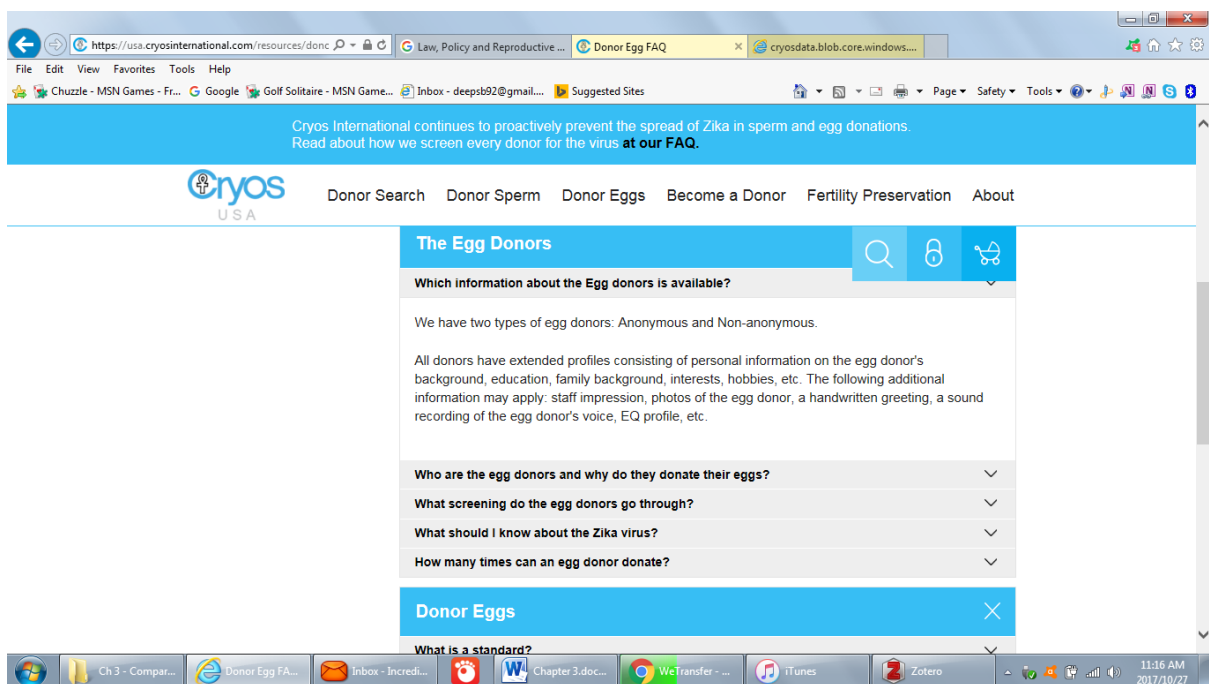 https://usa.cryosinternational.com/resources/donc
Law, Policy and Reproductive ...
Donor Egg FAQ
cryosdata.blob.core.windows....
File Edit View Favorites Tools Help
Chuzzle - MSN Games - Fr... Google Golf Solitaire - MSN Game... Inbox - deepsb92@gmail.... Suggested Sites Page Safety Tools
Cryos International continues to proactively prevent the spread of Zika in sperm and egg donations.
Read about how we screen every donor for the virus at our FAQ.
Cryos
USA
Donor Search Donor Sperm Donor Eggs Become a Donor Fertility Preservation About
The Egg Donors
Which information about the Egg donors is available?
We have two types of egg donors: Anonymous and Non-anonymous.
All donors have extended profiles consisting of personal information on the egg donor's
background, education, family background, interests, hobbies, etc. The following additional
information may apply: staff impression, photos of the egg donor, a handwritten greeting, a sound
recording of the egg donor's voice, EQ profile, etc.
Who are the egg donors and why do they donate their eggs?
What screening do the egg donors go through?
What should I know about the Zika virus?
How many times can an egg donor donate?
Donor Eggs
What is a standard?
Ch 3 - Compar... Donor Egg FA... Inbox - Incredi... Chapter 3.doc... WeTransfer - ... iTunes Zotero
11:16 AM
2017/10/27